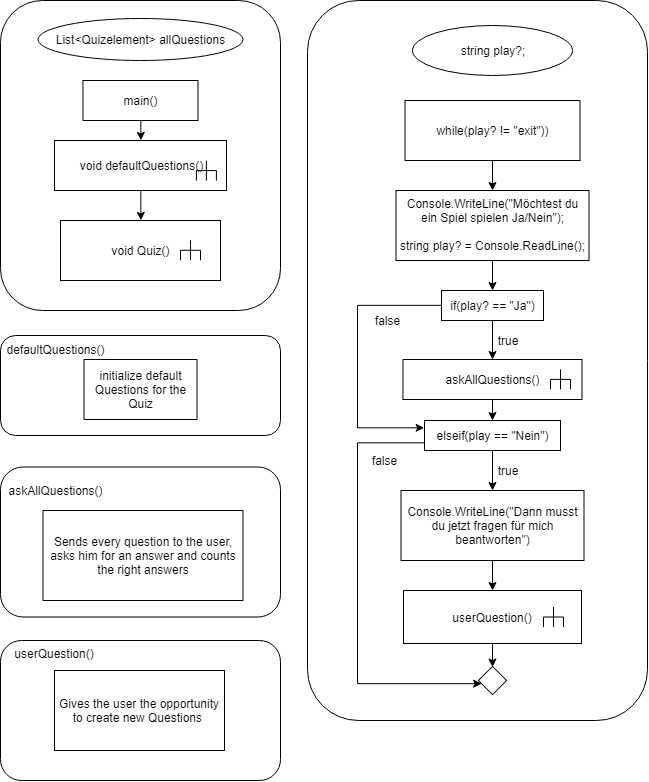 List<Quizelement> allQuestions
main()
void defaultQuestions()
void Quiz()
defaultQuestions()
initialize default
Questions for the
Quiz
askAllQuestions()
Sends every question to the user,
asks him for an answer and counts
the right answers
userQuestion()
Gives the user the opportunity
to create new Questions
string play?;
while(play? != "exit"))
Console.WriteLine("Möchtest du
ein Spiel spielen Ja/Nein");
string play? = Console.ReadLine();
if(play? == "Ja")
false
true
askAllQuestions()
elseif(play == "Nein")
false
true
Console.WriteLine("Dann musst
du jetzt fragen für mich
beantworten")
userQuestion()